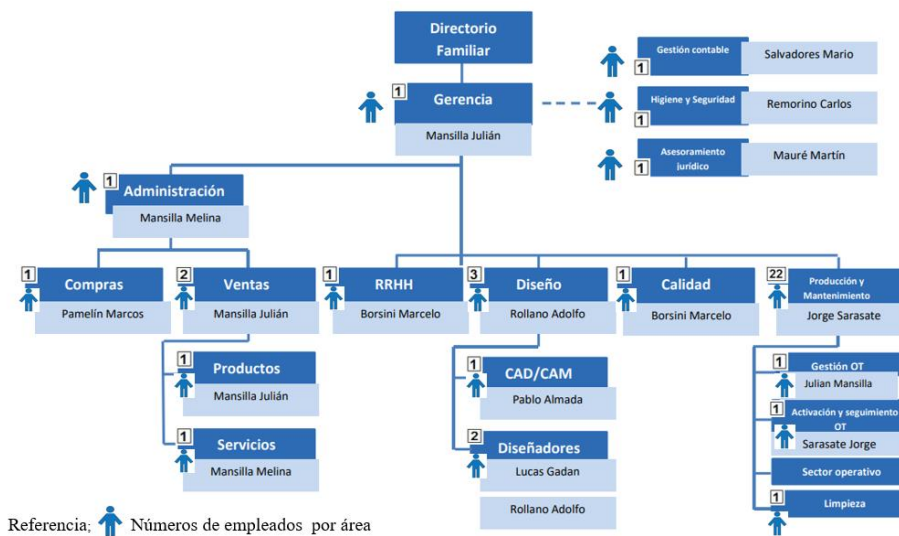 Directorio
Familiar
1
Gerencia
Mansilla Julián
Gestión contable
1
Salvadores Mario
Higiene y Seguridad
1
Remorino Carlos
Asesoramiento
jurídico
1
Mauré Martín
1
Administración
Mansilla Melina
1
Compras
Pamelín Marcos
2
Ventas
Mansilla Julián
1
Productos
Mansilla Julián
1
Servicios
Mansilla Melina
1
RRHH
Borsini Marcelo
3
Diseño
Rollano Adolfo
1
CAD/CAM
Pablo Almada
2
Diseñadores
Lucas Gadan
Rollano Adolfo
1
Calidad
Borsini Marcelo
22
Producción y
Mantenimiento
Jorge Sarasate
1
Gestión OT
Julian Mansilla
1
Activación y seguimiento
OT
Sarasate Jorge
Sector operativo
1
Limpieza
Referencia; Números de empleados por área